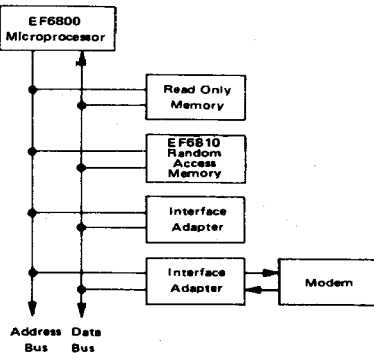 EF6800
Microprocessor
Read Only
Memory
EF6810
Random
Access
Memory
Interface
Adapter
Interface
Adapter
Modem
Address Data
Bus Bus